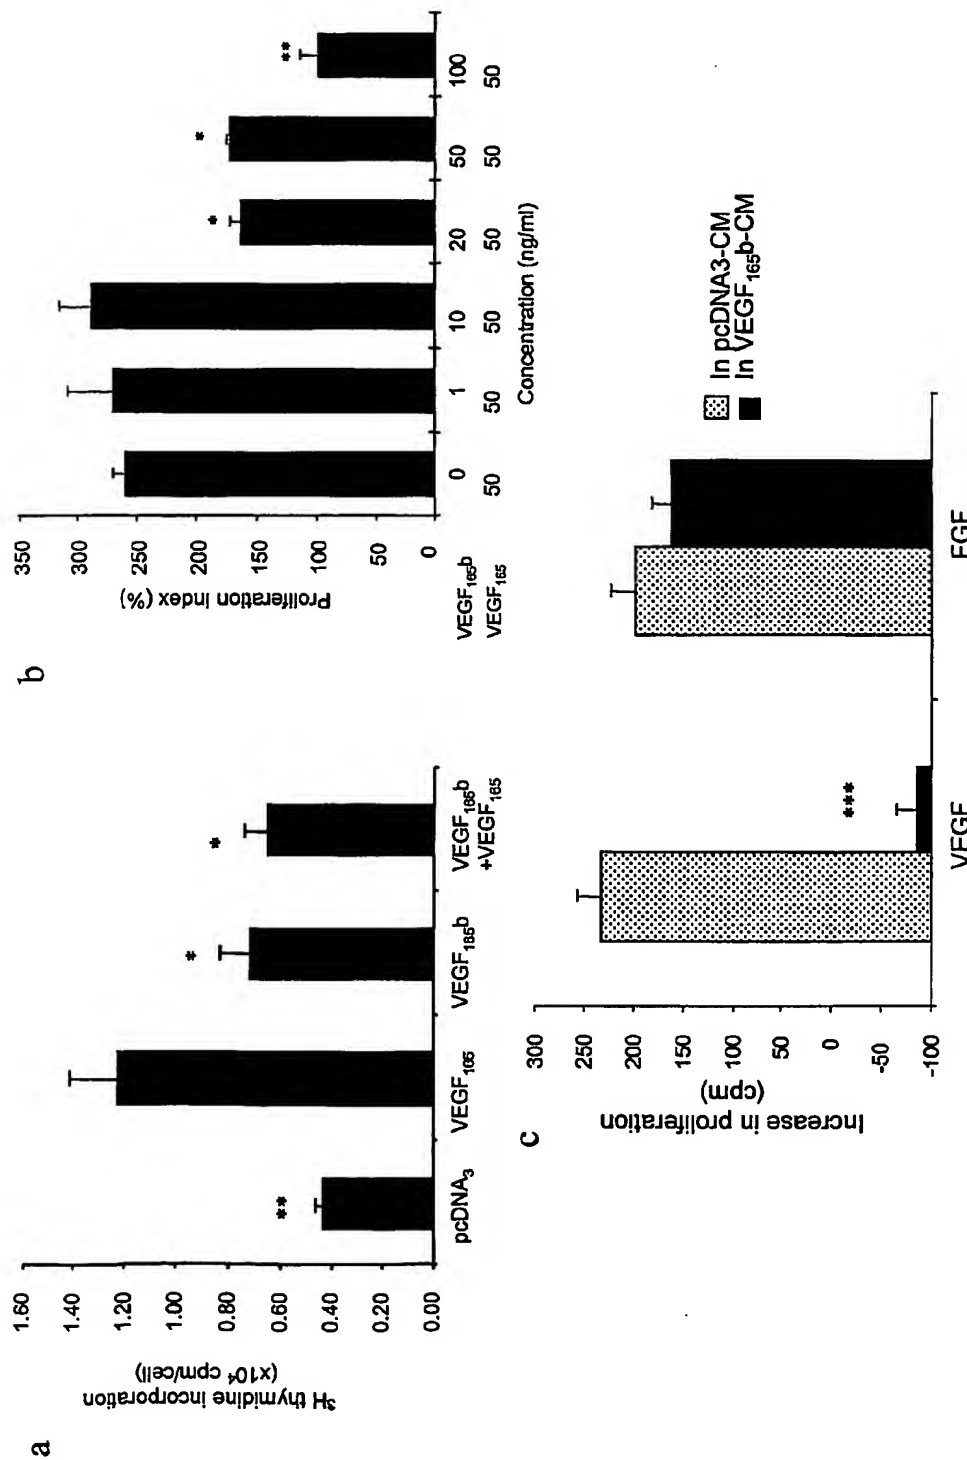 a
³H thymidine incorporation
(x10⁴ cpm/cell)
1.60
1.20
0.80
0.60
0.40
0.20
0.00
1.00
1.40
**
*
*
pcDNA₃
VEGF₁₆₅
VEGF₁₆₅b
VEGF₁₆₅b
+VEGF₁₆₅
b
Proliferation index (%)
350
300
250
200
150
100
50
0
*
*
**
VEGF₁₆₅b 0 1 10 20 50 100
VEGF₁₆₅ 50 50 50 50 50 50
Concentration (ng/ml)
c
Increase in proliferation
(cpm)
300
250
200
150
100
50
0
-50
-100
***
VEGF
In pcDNA3-CM
In VEGF₁₆₅b-CM